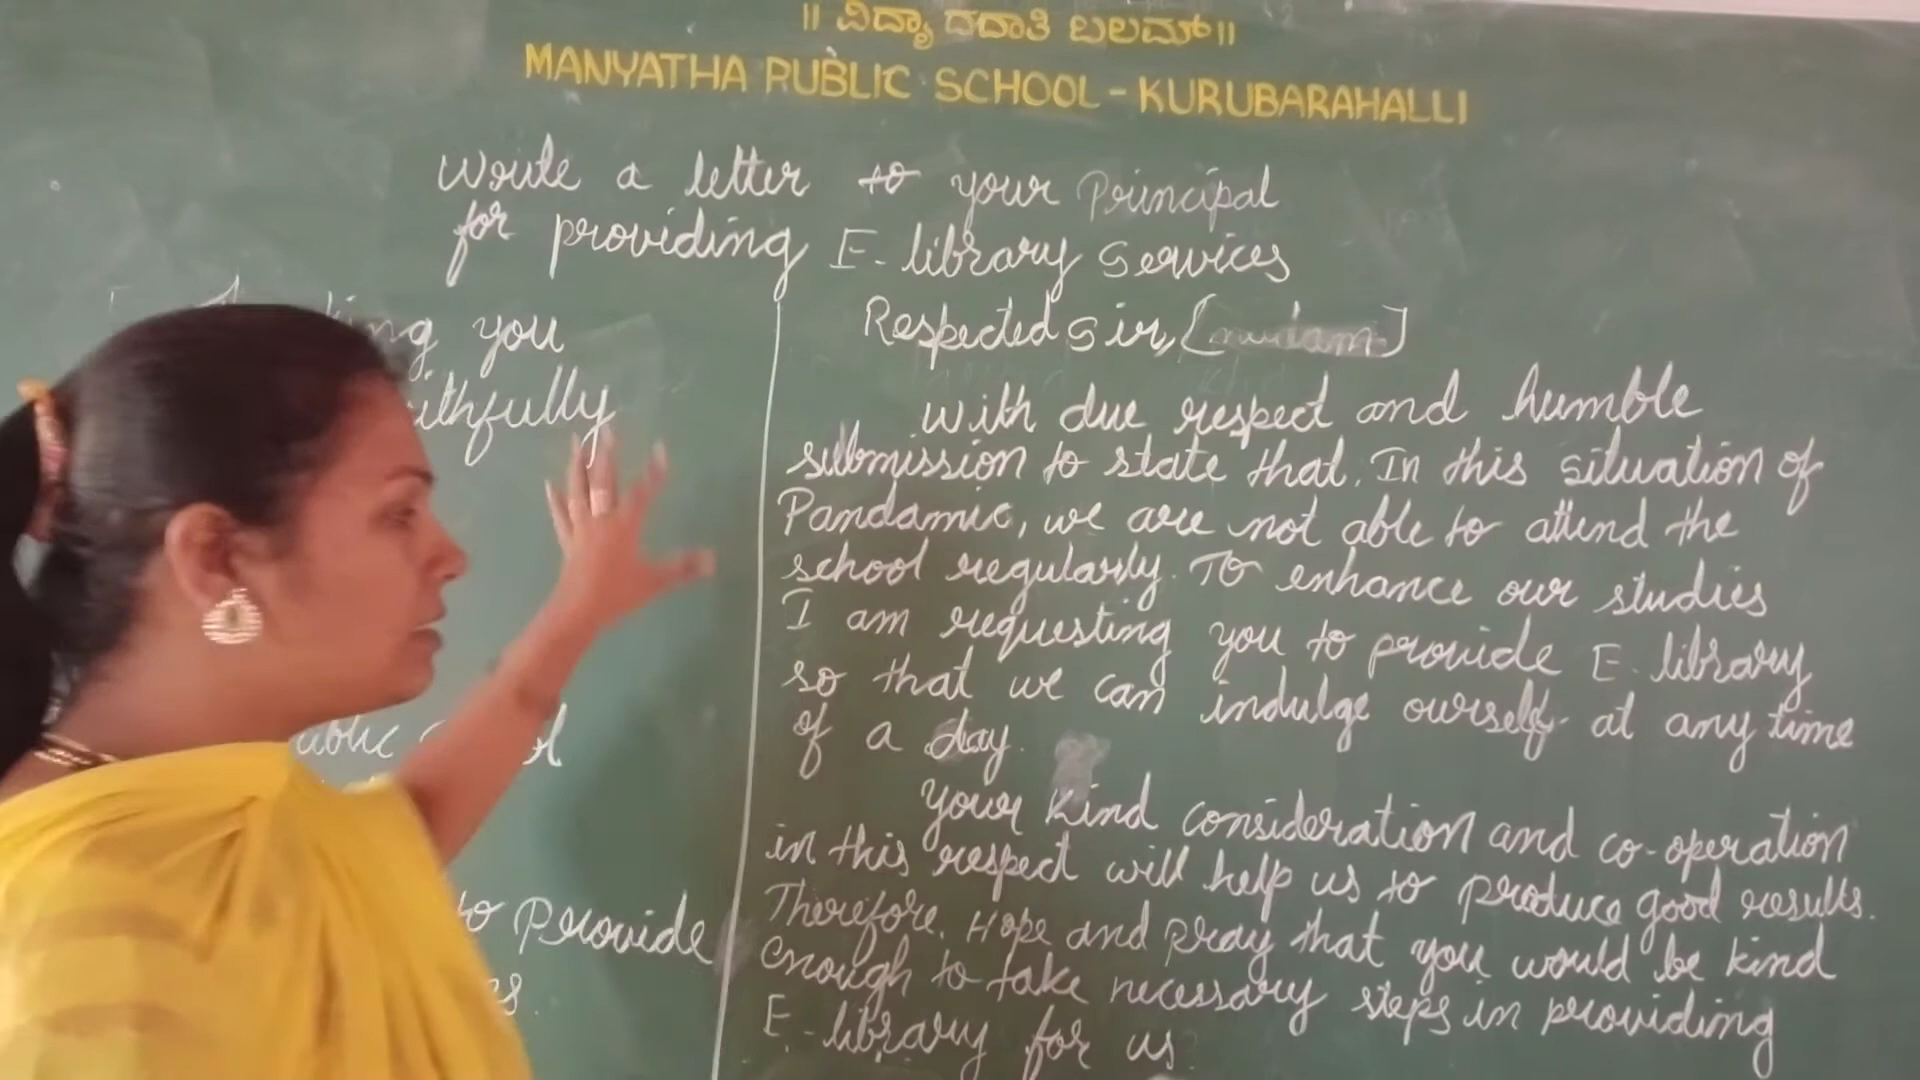 ॥ ವಿದ್ಯಾ ದದಾತಿ ಬಲಮ್ ॥
MANYATHA PUBLIC SCHOOL - KURUBARAHALLI
Write a letter to your Principal
for providing E-library Services
you
ithfully
to provide
Respected Sir, [madam]
with due respect and humble
submission to state that. In this situation of
Pandamic, we are not able to attend the
school regularly. To enhance our studies
I am requesting you to provide E-library
so that we can indulge ourself at any time
of a day.
your kind consideration and co-operation
in this respect will help us to produce good results.
Therefore. Hope and pray that you would be kind
enough to take necessary steps in providing
E-library for us